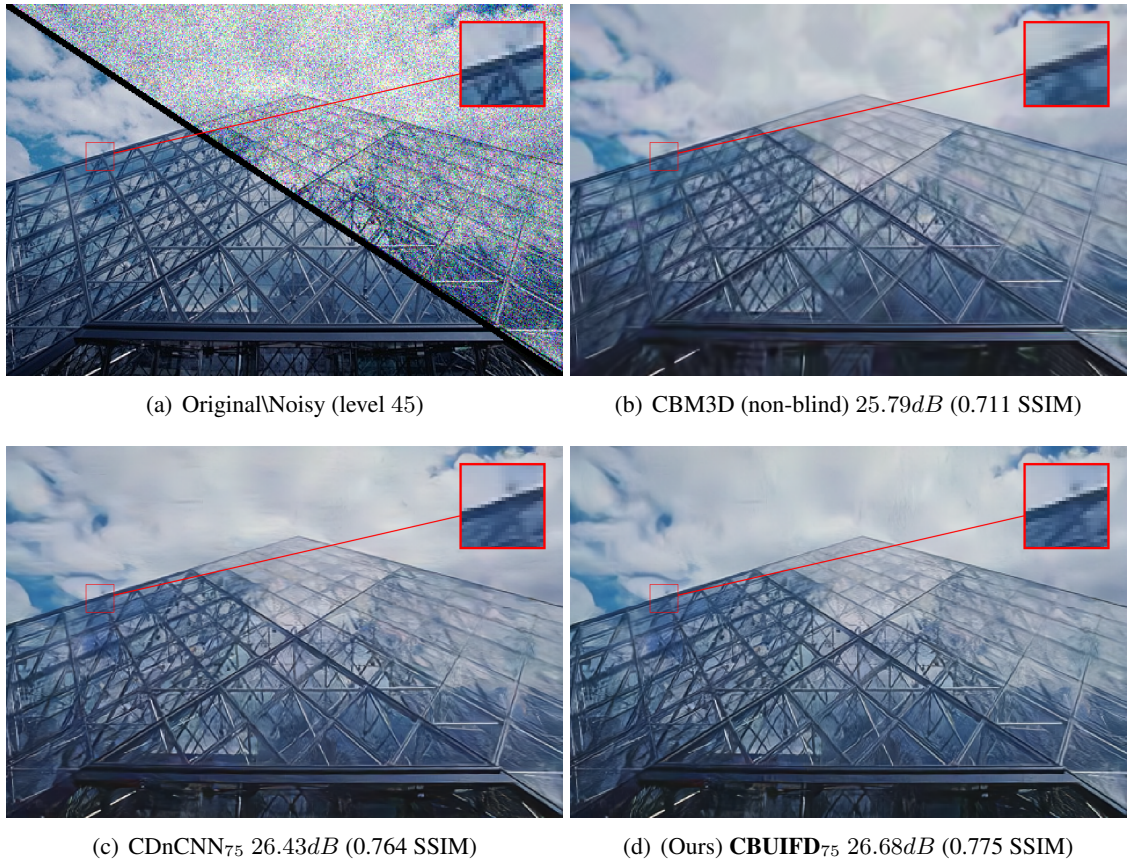 (a) Original\Noisy (level 45)
(b) CBM3D (non-blind) 25.79dB (0.711 SSIM)
(c) CDnCNN₇₅ 26.43dB (0.764 SSIM)
(d) (Ours) CBUIFD₇₅ 26.68dB (0.775 SSIM)